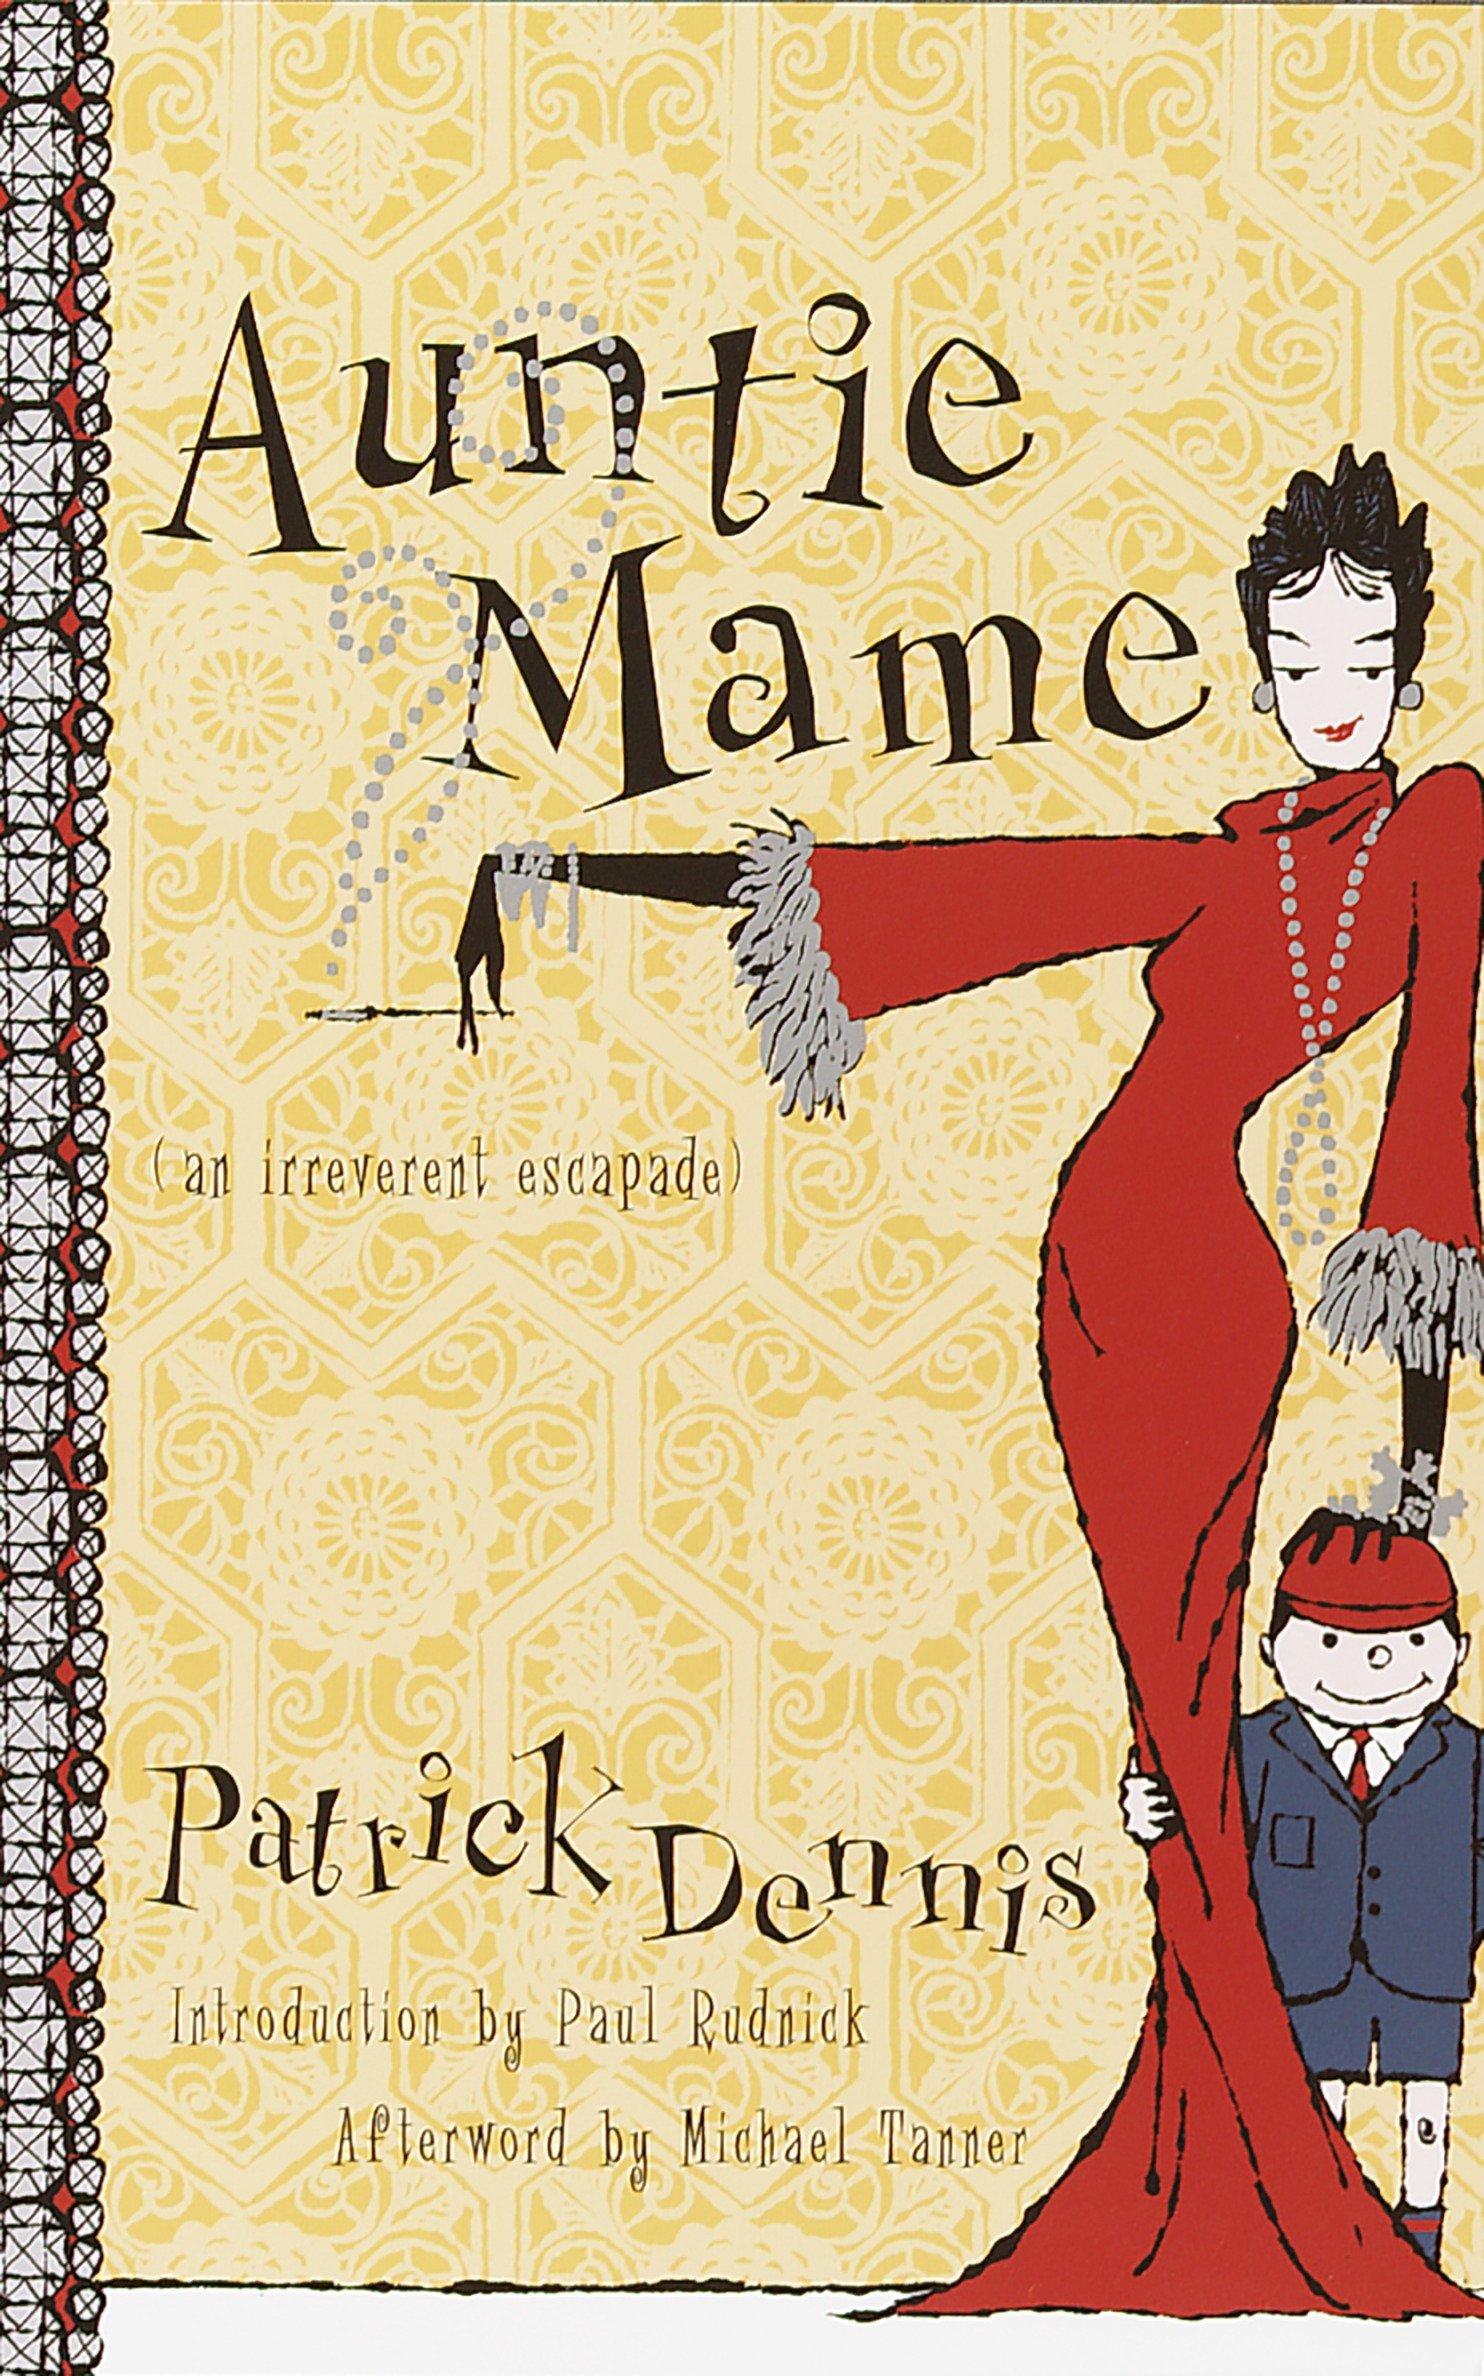 Auntie
Mame
(an irreverent escapade)
Patrick Dennis
Introduction by Paul Rudnick
Afterword by Michael Tanner